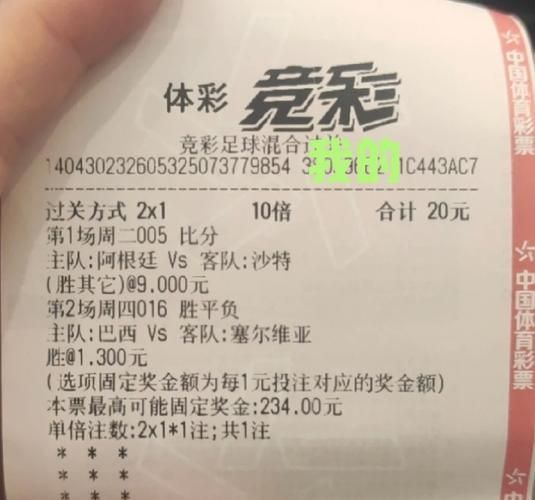 体彩 竞彩
竞彩足球混合过关
我的
140430232605325073779854 1C443AC7
过关方式 2x1 10倍 合计 20元
第1场周二005 比分
主队:阿根廷 Vs 客队:沙特
(胜其它)@9.000元
第2场周四016 胜平负
主队:巴西 Vs 客队:塞尔维亚
胜@1.300元
(选项固定奖金额为每1元投注对应的奖金额)
本票最高可能固定奖金:234.00元
单倍注数:2x1*1注;共1注
* * *
* * *
* * *
中国体育彩票
中国体育彩票
中